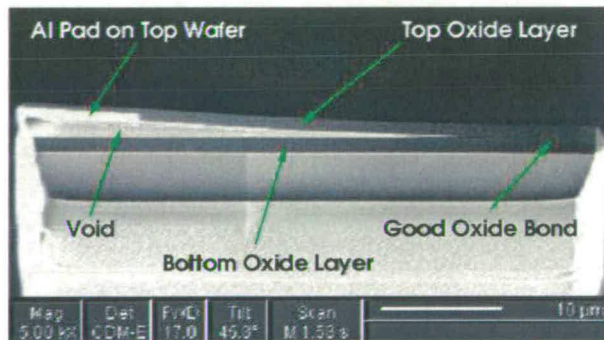 Al Pad on Top Wafer
Top Oxide Layer
Void
Good Oxide Bond
Bottom Oxide Layer
Mag Det FWD Tilt Scan
5.00 kX CDM-E 17.0 45.3° M 1.53 s
10 µm